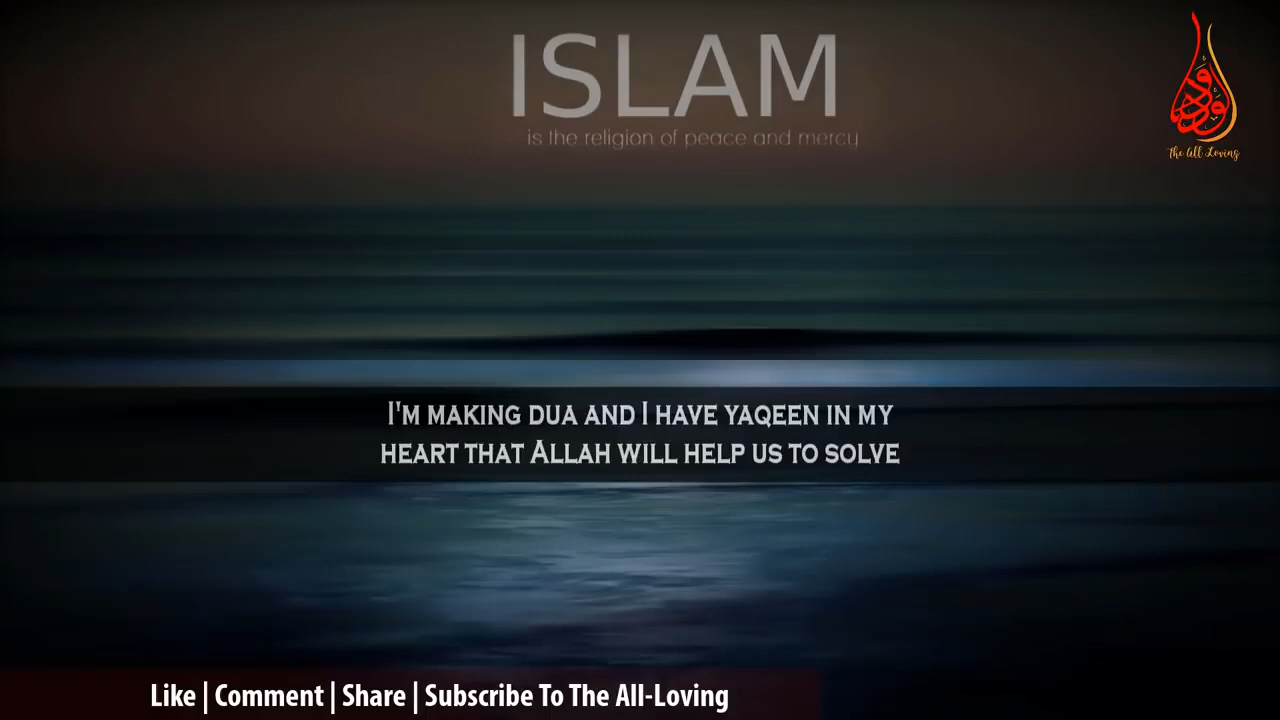 ISLAM
is the religion of peace and mercy
الودود
The All Loving
I'M MAKING DUA AND I HAVE YAQEEN IN MY
HEART THAT ALLAH WILL HELP US TO SOLVE
Like | Comment | Share | Subscribe To The All-Loving